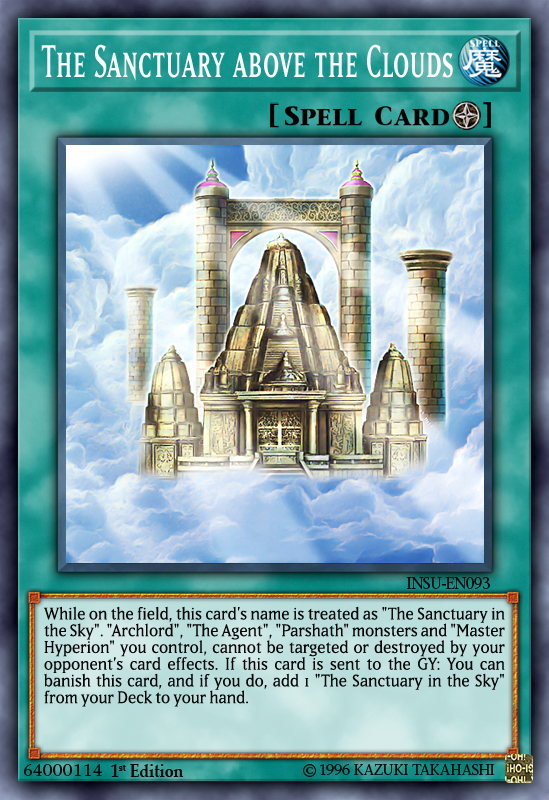 THE SANCTUARY ABOVE THE CLOUDS
SPELL
魔
[SPELL CARD]
INSU-EN093
While on the field, this card's name is treated as "The Sanctuary in
the Sky". "Archlord", "The Agent", "Parshath" monsters and "Master
Hyperion" you control, cannot be targeted or destroyed by your
opponent's card effects. If this card is sent to the GY: You can
banish this card, and if you do, add 1 "The Sanctuary in the Sky"
from your Deck to your hand.
64000114 1st Edition © 1996 KAZUKI TAKAHASHI